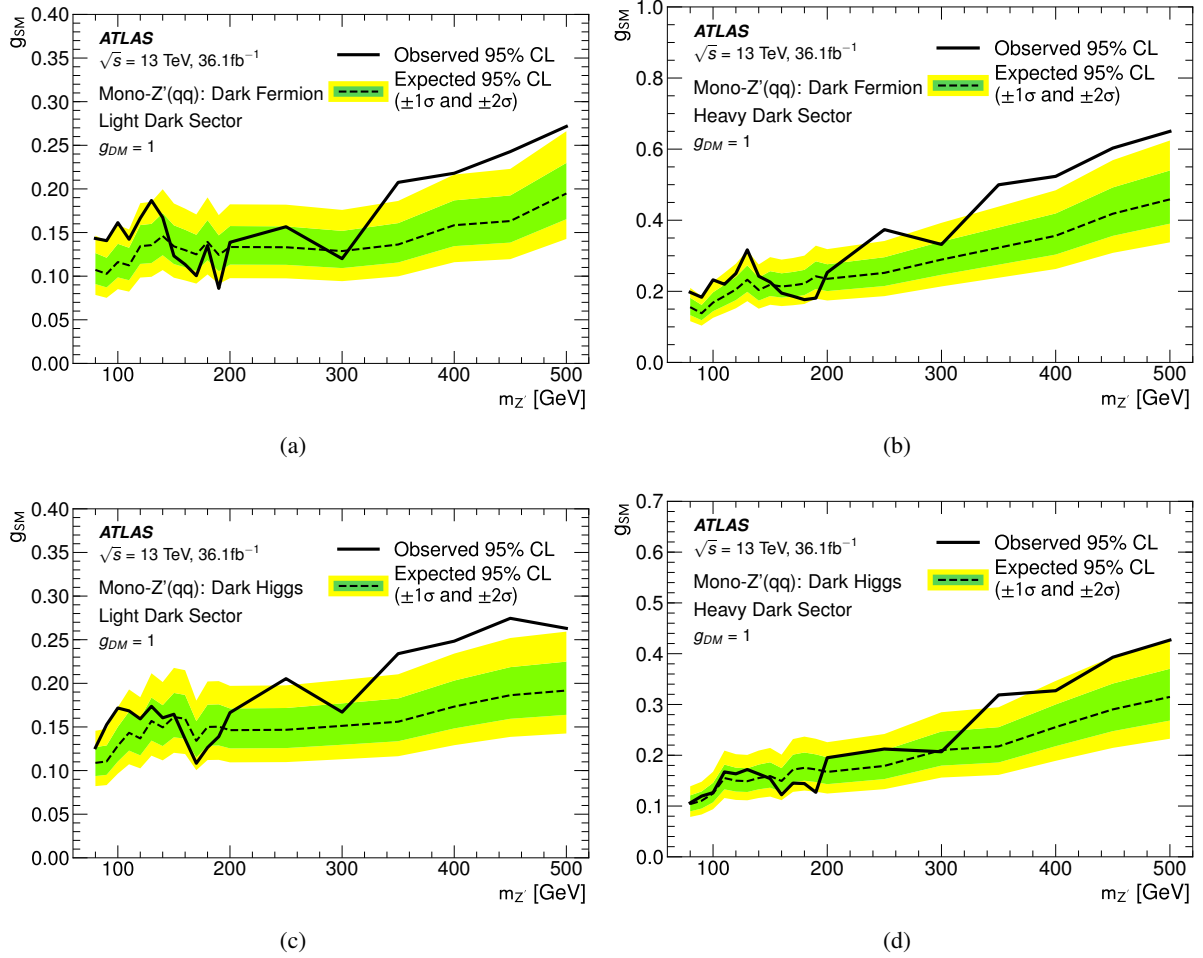 0.40
0.35
0.30
0.25
0.20
0.15
0.10
0.05
0.00
g_SM
ATLAS
√s = 13 TeV, 36.1fb⁻¹
Mono-Z'(qq): Dark Fermion
Light Dark Sector
g_DM = 1
Observed 95% CL
Expected 95% CL
(±1σ and ±2σ)
100 200 300 400 500
m_Z' [GeV]
(a)
1.0
0.8
0.6
0.4
0.2
0.0
g_SM
ATLAS
√s = 13 TeV, 36.1fb⁻¹
Mono-Z'(qq): Dark Fermion
Heavy Dark Sector
g_DM = 1
Observed 95% CL
Expected 95% CL
(±1σ and ±2σ)
100 200 300 400 500
m_Z' [GeV]
(b)
0.40
0.35
0.30
0.25
0.20
0.15
0.10
0.05
0.00
g_SM
ATLAS
√s = 13 TeV, 36.1fb⁻¹
Mono-Z'(qq): Dark Higgs
Light Dark Sector
g_DM = 1
Observed 95% CL
Expected 95% CL
(±1σ and ±2σ)
100 200 300 400 500
m_Z' [GeV]
(c)
0.7
0.6
0.5
0.4
0.3
0.2
0.1
0.0
g_SM
ATLAS
√s = 13 TeV, 36.1fb⁻¹
Mono-Z'(qq): Dark Higgs
Heavy Dark Sector
g_DM = 1
Observed 95% CL
Expected 95% CL
(±1σ and ±2σ)
100 200 300 400 500
m_Z' [GeV]
(d)